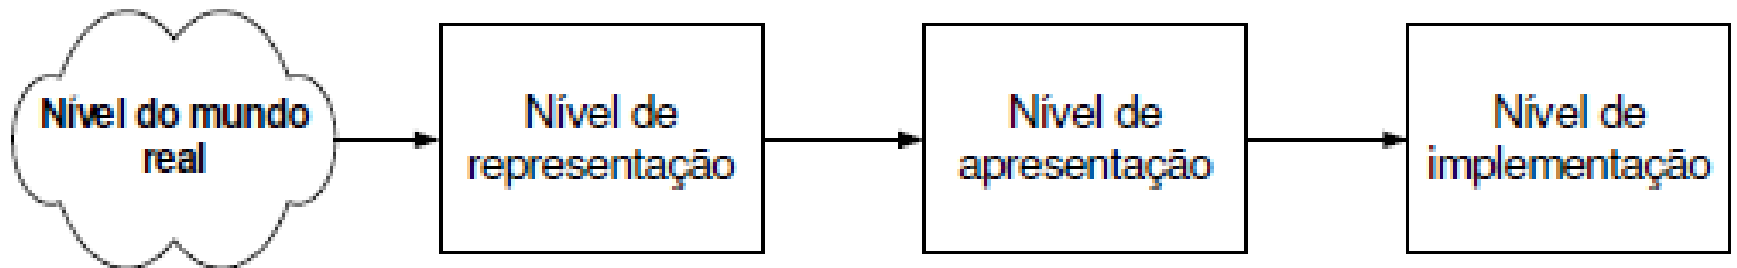 Nível do mundo
real
Nível de
representação
Nível de
apresentação
Nível de
implementação